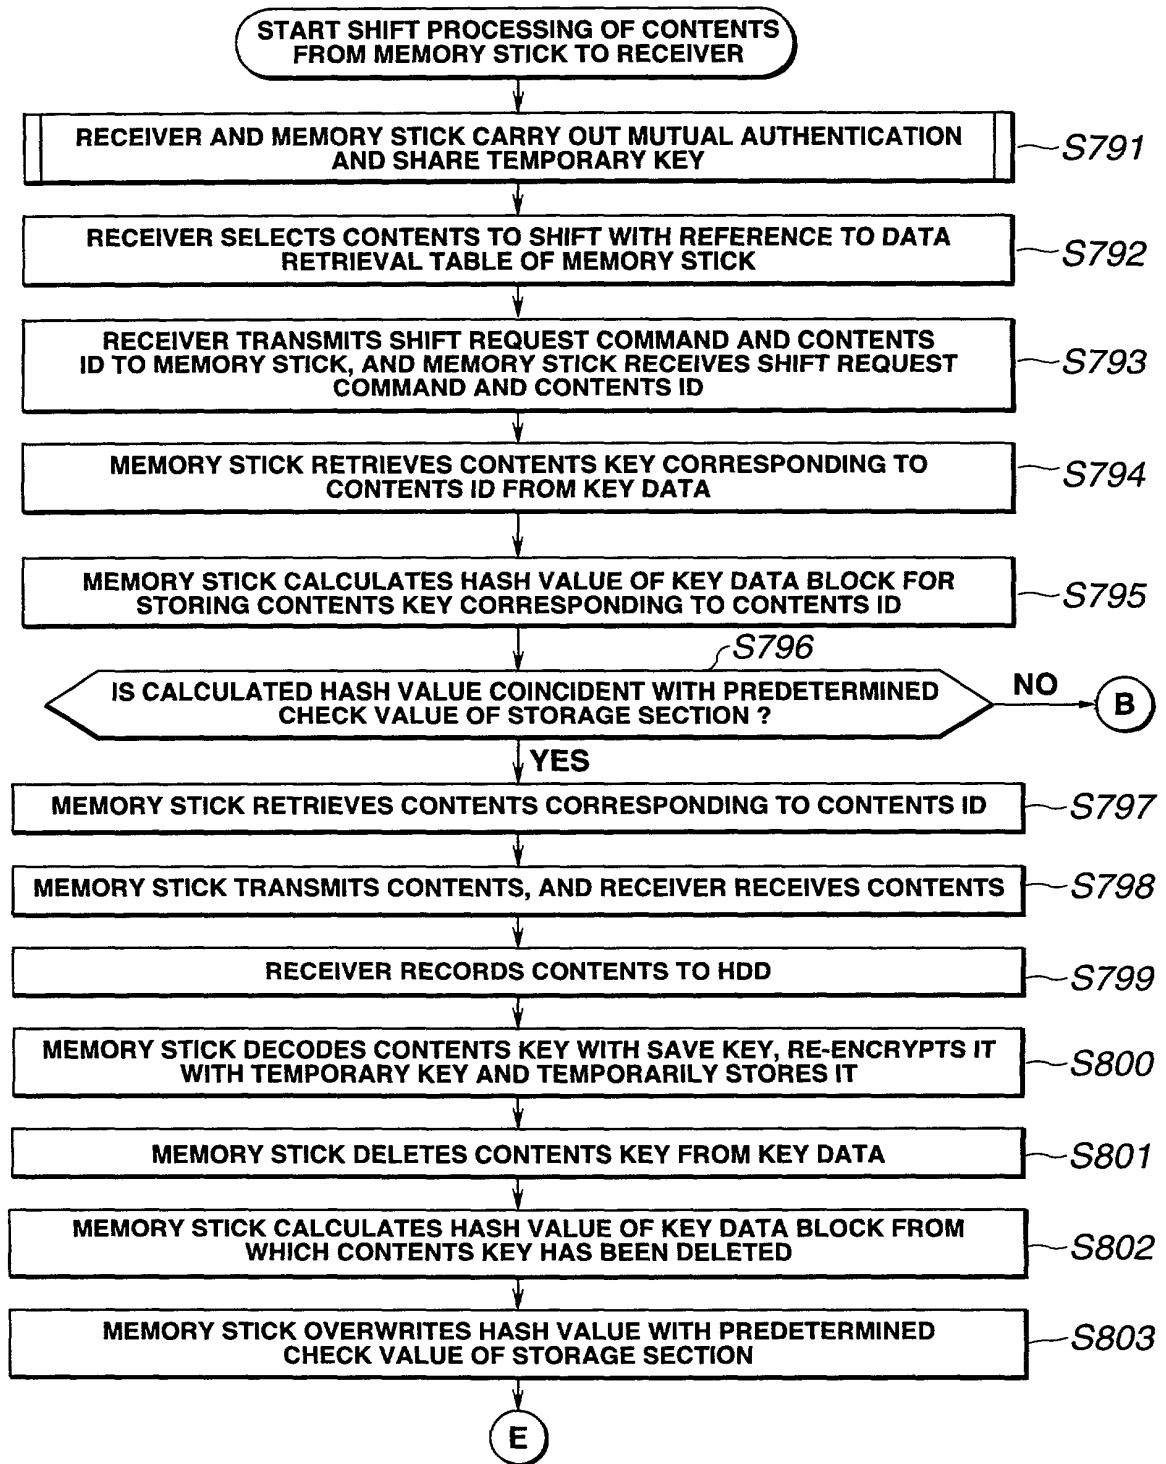 START SHIFT PROCESSING OF CONTENTS
FROM MEMORY STICK TO RECEIVER
RECEIVER AND MEMORY STICK CARRY OUT MUTUAL AUTHENTICATION
AND SHARE TEMPORARY KEY
S791
RECEIVER SELECTS CONTENTS TO SHIFT WITH REFERENCE TO DATA
RETRIEVAL TABLE OF MEMORY STICK
S792
RECEIVER TRANSMITS SHIFT REQUEST COMMAND AND CONTENTS
ID TO MEMORY STICK, AND MEMORY STICK RECEIVES SHIFT REQUEST
COMMAND AND CONTENTS ID
S793
MEMORY STICK RETRIEVES CONTENTS KEY CORRESPONDING TO
CONTENTS ID FROM KEY DATA
S794
MEMORY STICK CALCULATES HASH VALUE OF KEY DATA BLOCK FOR
STORING CONTENTS KEY CORRESPONDING TO CONTENTS ID
S795
S796
IS CALCULATED HASH VALUE COINCIDENT WITH PREDETERMINED
CHECK VALUE OF STORAGE SECTION ?
NO
B
YES
MEMORY STICK RETRIEVES CONTENTS CORRESPONDING TO CONTENTS ID
S797
MEMORY STICK TRANSMITS CONTENTS, AND RECEIVER RECEIVES CONTENTS
S798
RECEIVER RECORDS CONTENTS TO HDD
S799
MEMORY STICK DECODES CONTENTS KEY WITH SAVE KEY, RE-ENCRYPTS IT
WITH TEMPORARY KEY AND TEMPORARILY STORES IT
S800
MEMORY STICK DELETES CONTENTS KEY FROM KEY DATA
S801
MEMORY STICK CALCULATES HASH VALUE OF KEY DATA BLOCK FROM
WHICH CONTENTS KEY HAS BEEN DELETED
S802
MEMORY STICK OVERWRITES HASH VALUE WITH PREDETERMINED
CHECK VALUE OF STORAGE SECTION
S803
E